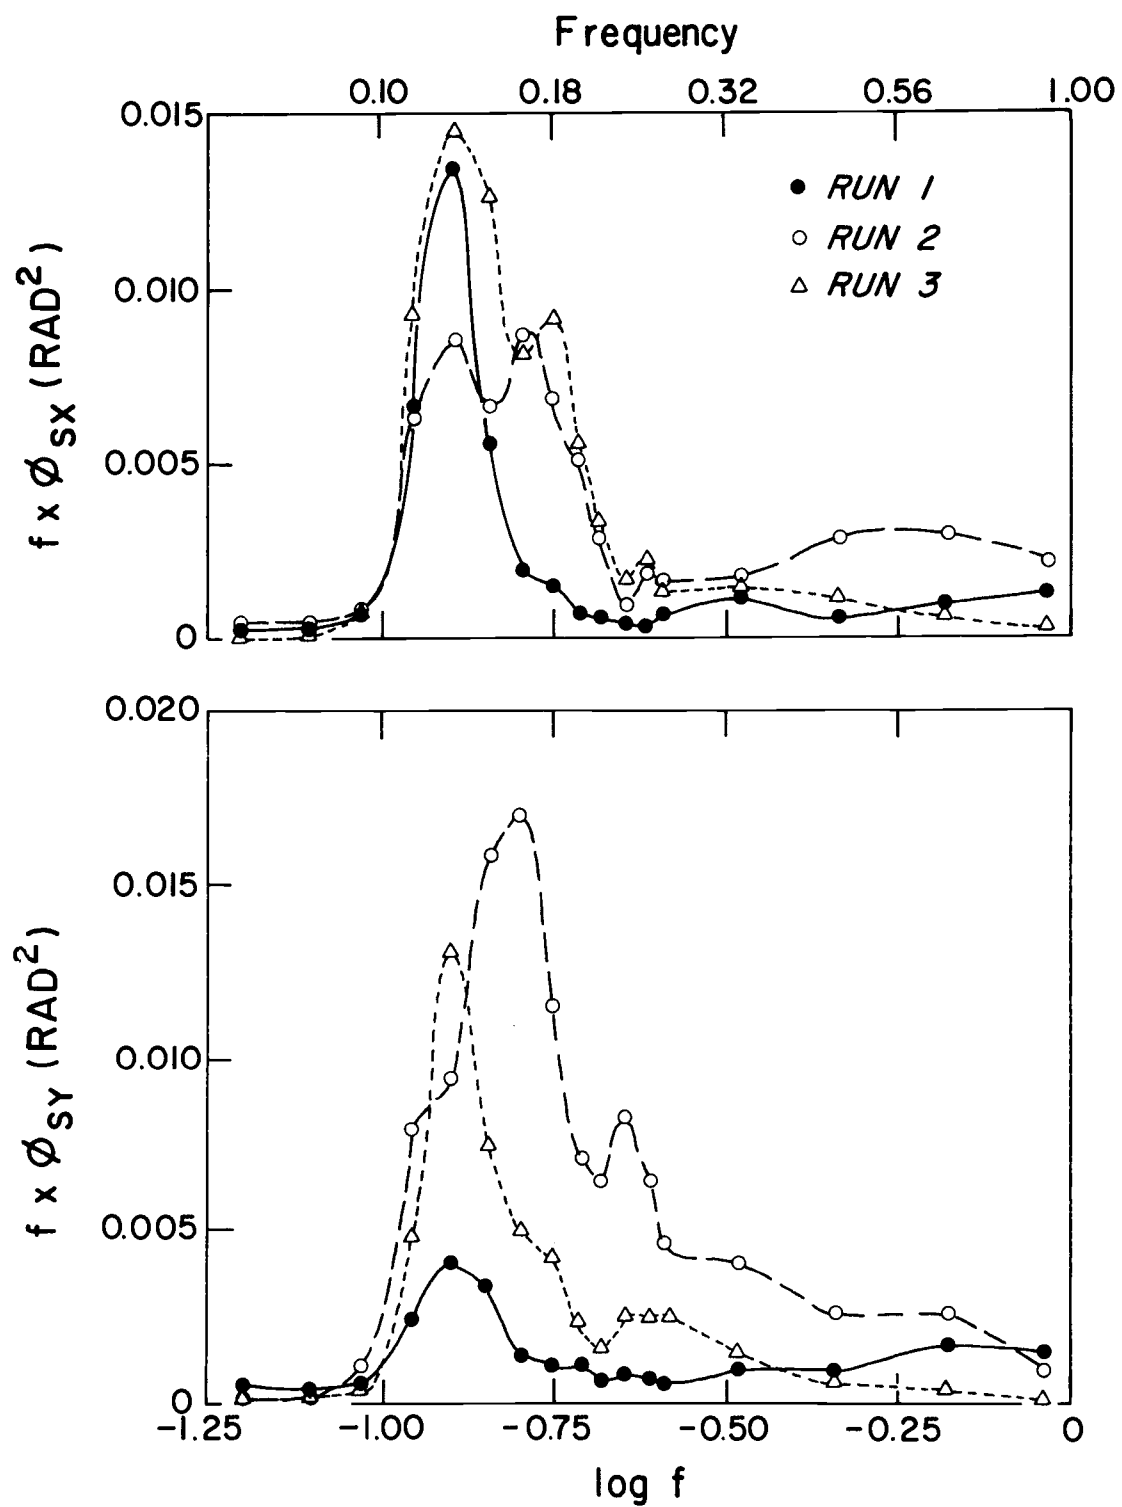 Frequency
0.10 0.18 0.32 0.56 1.00
0.015
0.010
0.005
0
f x Ø SX (RAD²)
RUN 1
RUN 2
RUN 3
0.020
0.015
0.010
0.005
0
f x Ø SY (RAD²)
-1.25 -1.00 -0.75 -0.50 -0.25 0
log f